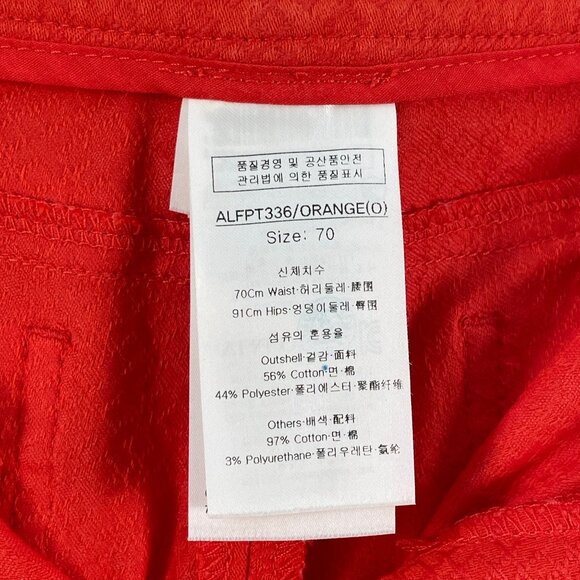 품질경영 및 공산품안전
관리법에 의한 품질표시
ALFPT336/ORANGE(O)
Size: 70
신체치수
70Cm Waist·허리둘레·腰围
91Cm Hips·엉덩이둘레·臀围
섬유의 혼용율
Outshell·겉감·面料
56% Cotton·면·棉
44% Polyester·폴리에스터·聚酯纤维
Others·배색·配料
97% Cotton·면·棉
3% Polyurethane·폴리우레탄·氨纶